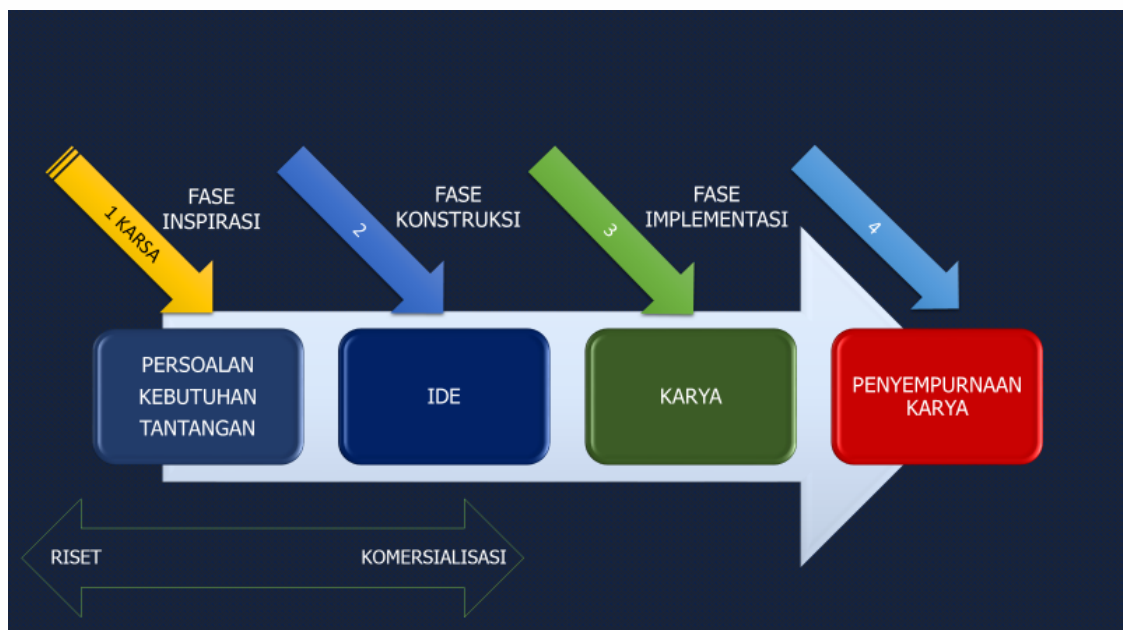 1 KARSA
FASE
INSPIRASI
2
FASE
KONSTRUKSI
3
FASE
IMPLEMENTASI
4
PERSOALAN
KEBUTUHAN
TANTANGAN
IDE
KARYA
PENYEMPURNAAN
KARYA
RISET
KOMERSIALISASI